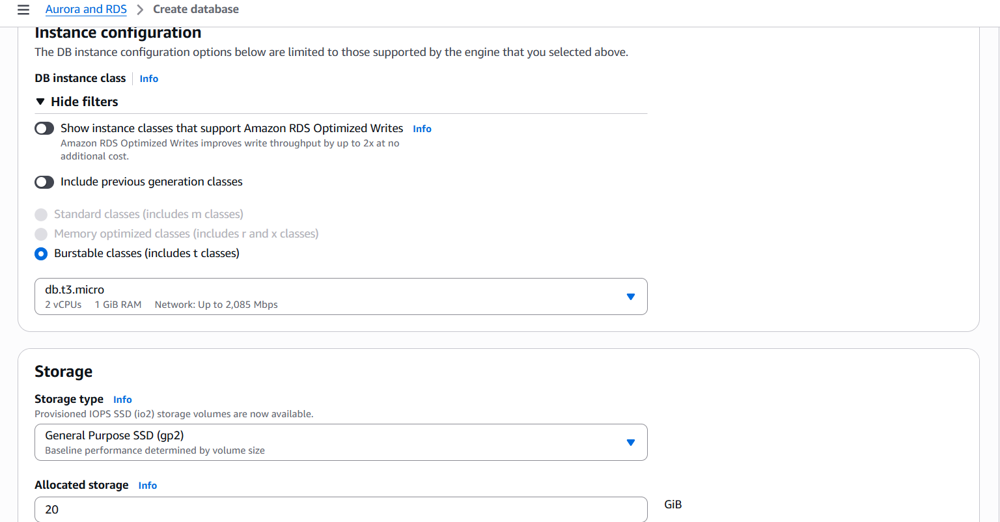 Aurora and RDS > Create database
Instance configuration
The DB instance configuration options below are limited to those supported by the engine that you selected above.
DB instance class Info
Hide filters
Show instance classes that support Amazon RDS Optimized Writes Info
Amazon RDS Optimized Writes improves write throughput by up to 2x at no
additional cost.
Include previous generation classes
Standard classes (includes m classes)
Memory optimized classes (includes r and x classes)
Burstable classes (includes t classes)
db.t3.micro
2 vCPUs 1 GiB RAM Network: Up to 2,085 Mbps
Storage
Storage type Info
Provisioned IOPS SSD (io2) storage volumes are now available.
General Purpose SSD (gp2)
Baseline performance determined by volume size
Allocated storage Info
20 GiB